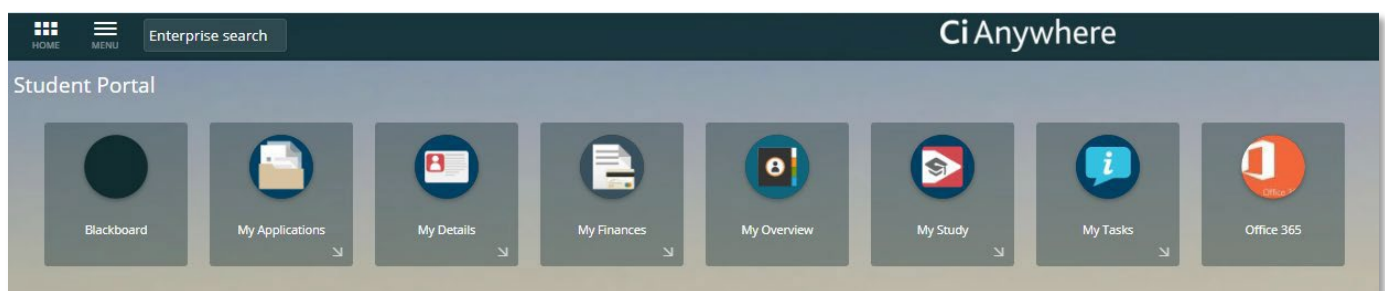 HOME
MENU
Enterprise search
Ci Anywhere
Student Portal
Blackboard
My Applications
My Details
My Finances
My Overview
My Study
My Tasks
Office 365